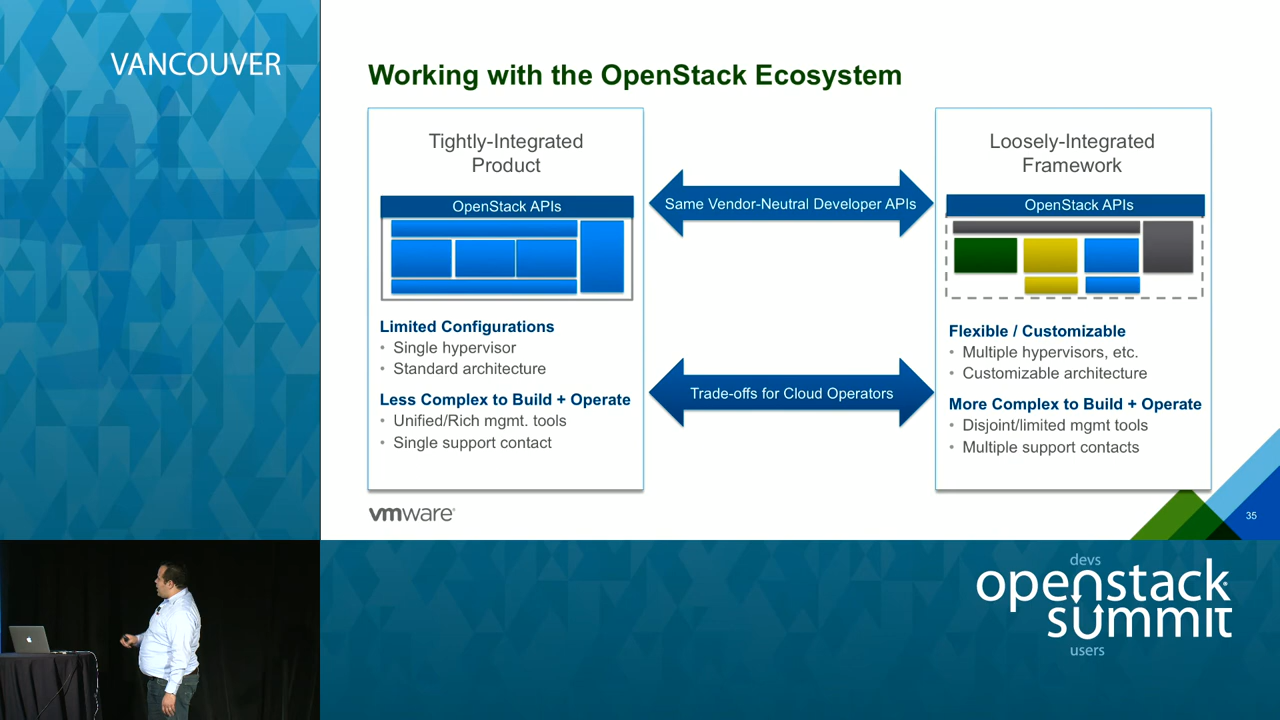 VANCOUVER
Working with the OpenStack Ecosystem
Tightly-Integrated
Product
OpenStack APIs
Limited Configurations
• Single hypervisor
• Standard architecture
Less Complex to Build + Operate
• Unified/Rich mgmt. tools
• Single support contact
Same Vendor-Neutral Developer APIs
Trade-offs for Cloud Operators
Loosely-Integrated
Framework
OpenStack APIs
Flexible / Customizable
• Multiple hypervisors, etc.
• Customizable architecture
More Complex to Build + Operate
• Disjoint/limited mgmt tools
• Multiple support contacts
vmware
35
devs
openstack
summit
users